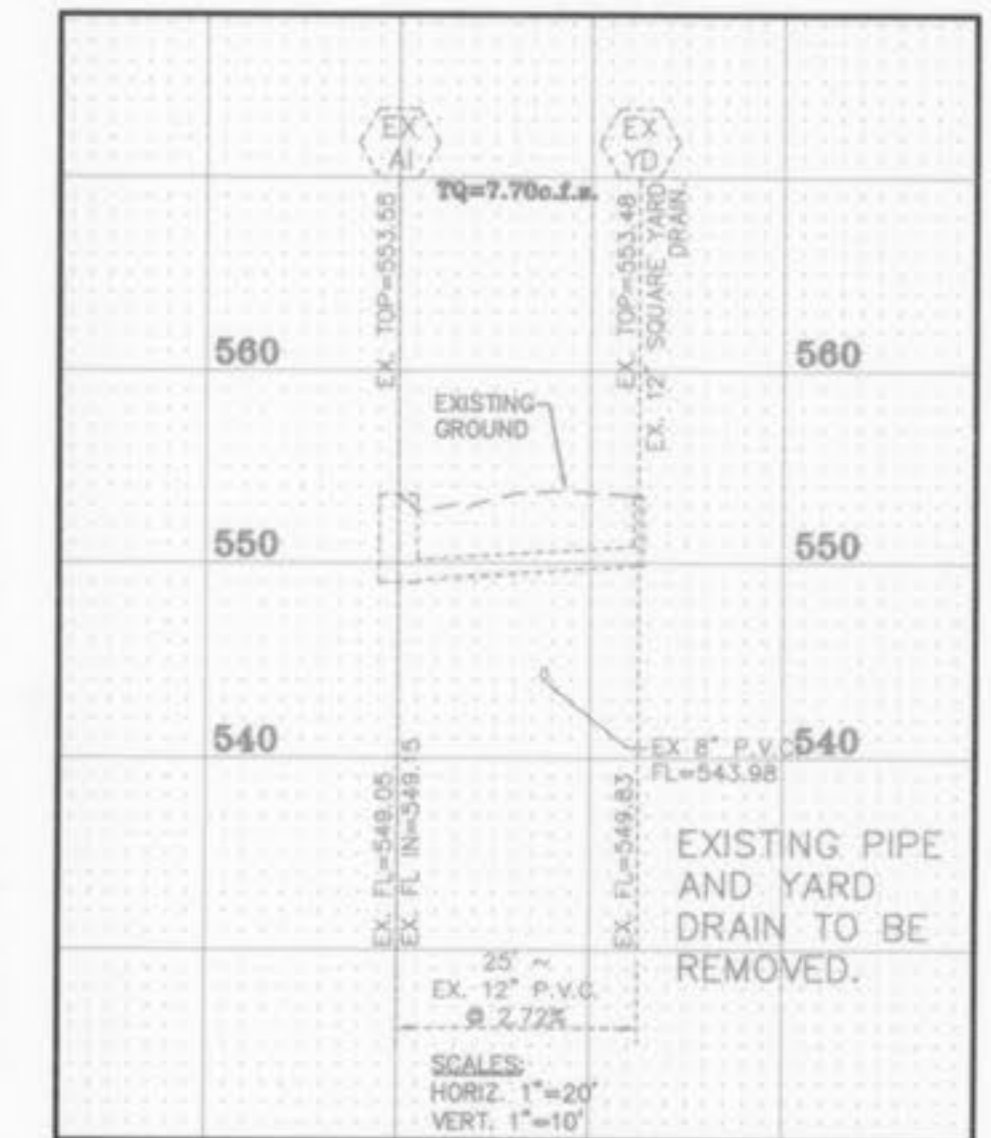 EX
AI
EX
YD
TQ=7.70c.f.s.
EX. TOP=553.55
EX. TOP=553.48
EX. 12" SQUARE YARD
DRAIN.
560
560
EXISTING
GROUND
550
550
540
540
EX 8" P.V.C
FL=543.98
EX. FL=549.05
EX. FL IN=549.15
EX. FL=549.83
EXISTING PIPE
AND YARD
DRAIN TO BE
REMOVED.
25' ~
EX. 12" P.V.C.
@ 2.72%
SCALES:
HORIZ. 1"=20'
VERT. 1"=10'